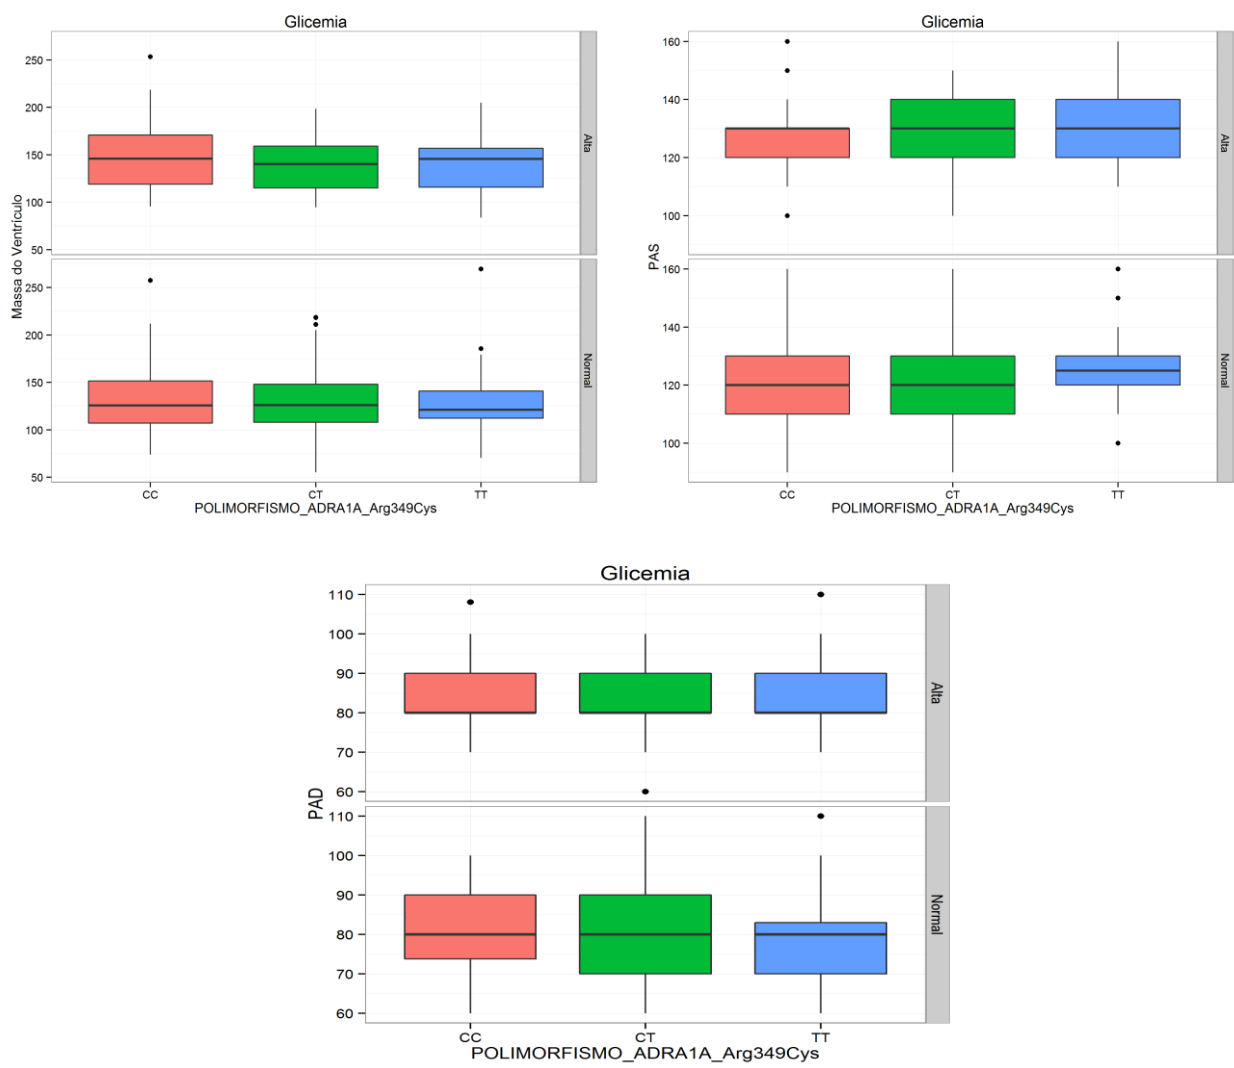 Glicemia
Massa do Ventrículo
250
200
150
100
50
Alta
250
200
150
100
50
Normal
CC CT TT
POLIMORFISMO_ADRA1A_Arg349Cys
Glicemia
PAS
160
140
120
100
Alta
160
140
120
100
Normal
CC CT TT
POLIMORFISMO_ADRA1A_Arg349Cys
Glicemia
PAD
110
100
90
80
70
60
Alta
110
100
90
80
70
60
Normal
CC CT TT
POLIMORFISMO_ADRA1A_Arg349Cys